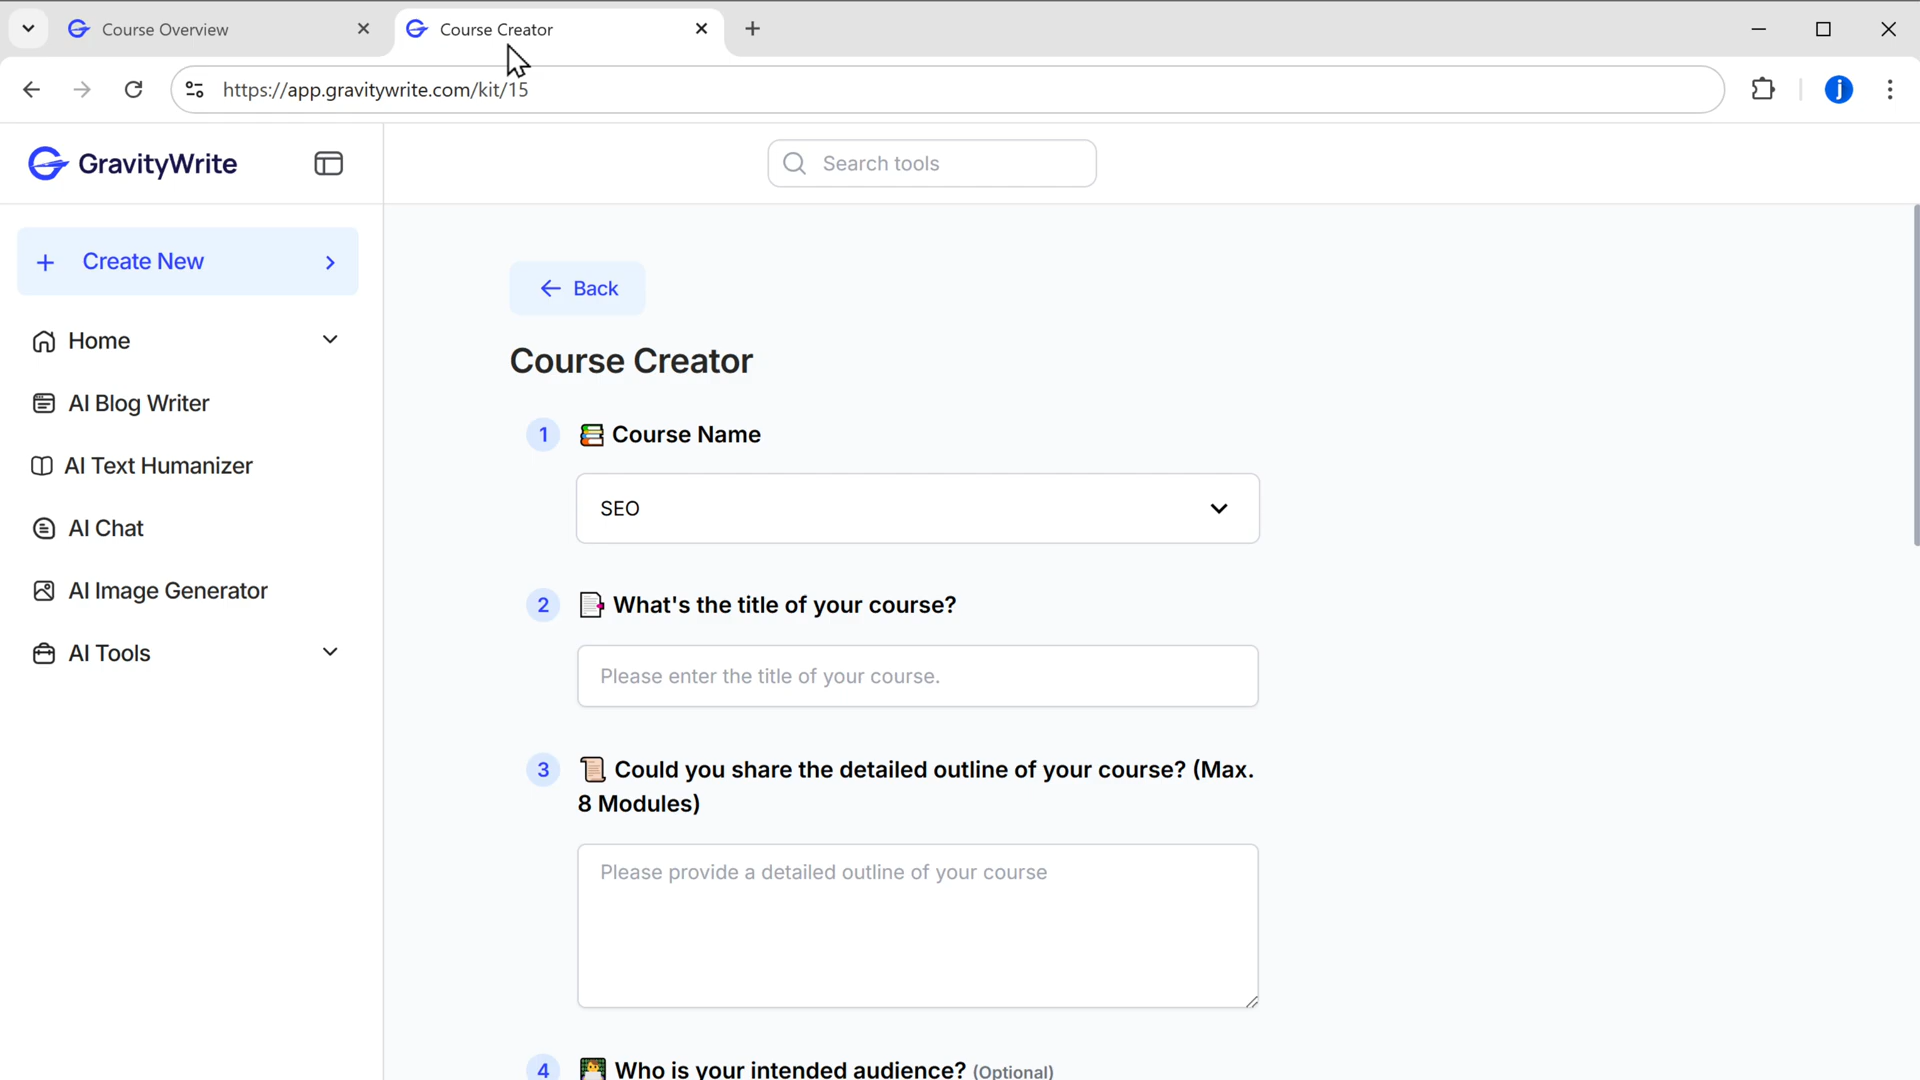 Course Overview
Course Creator
https://app.gravitywrite.com/kit/15
j
GravityWrite
Search tools
Create New
Home
AI Blog Writer
AI Text Humanizer
AI Chat
AI Image Generator
AI Tools
Back
Course Creator
1 Course Name
SEO
2 What's the title of your course?
Please enter the title of your course.
3 Could you share the detailed outline of your course? (Max.
8 Modules)
Please provide a detailed outline of your course
4 Who is your intended audience? (Optional)